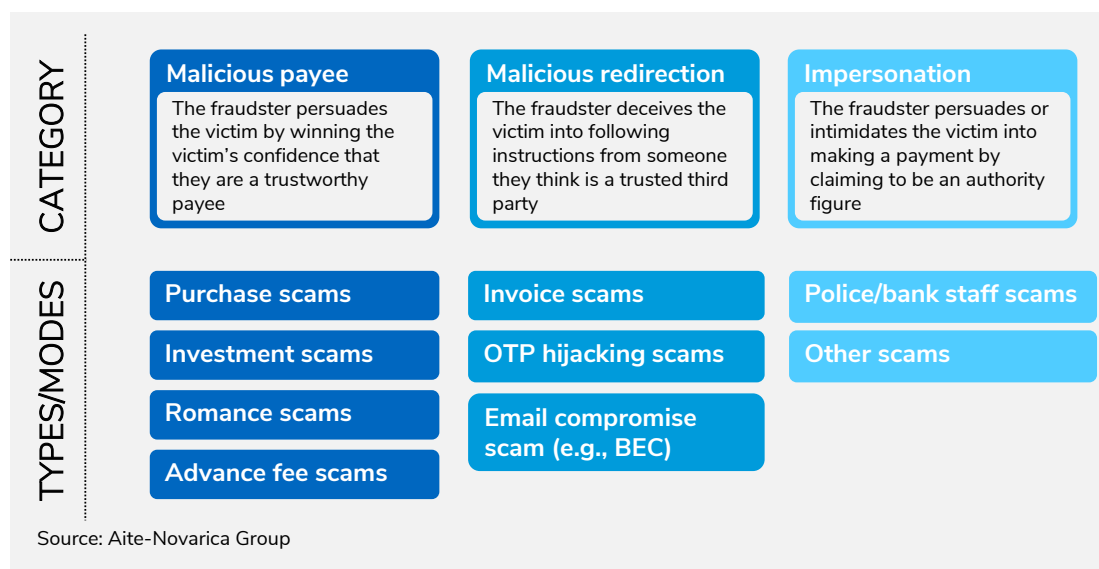 CATEGORY
Malicious payee
The fraudster persuades
the victim by winning the
victim’s confidence that
they are a trustworthy
payee
Malicious redirection
The fraudster deceives the
victim into following
instructions from someone
they think is a trusted third
party
Impersonation
The fraudster persuades or
intimidates the victim into
making a payment by
claiming to be an authority
figure
TYPES/MODES
Purchase scams
Investment scams
Romance scams
Advance fee scams
Invoice scams
OTP hijacking scams
Email compromise
scam (e.g., BEC)
Police/bank staff scams
Other scams
Source: Aite-Novarica Group